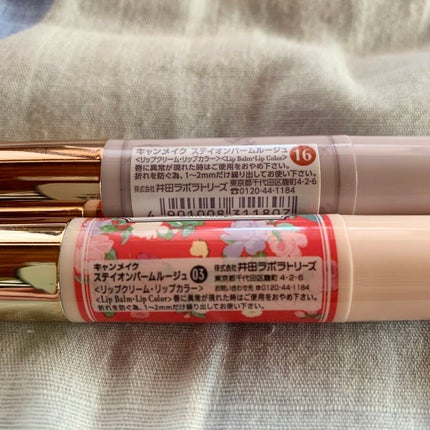 キャンメイク ステイオンバームルージュ
<リップクリーム・リップカラー><Lip Balm・Lip Color>
唇に異常が現れた時はご使用をおやめ下さい。
折れを防ぐ為、1~2mmだけ繰り出してお使い下さい。
株式会社 井田ラボラトリーズ
東京都千代田区麹町4-2-6
☎0120-44-1184
16
4 901008 311807
キャンメイク
ステイオンバームルージュ 03
<リップクリーム・リップカラー>
<Lip Balm・Lip Color>唇に異常が現れた時はご使用をおやめ下さい。
折れを防ぐ為、1~2mmだけ繰り出してお使い下さい。
株式会社 井田ラボラトリーズ
東京都千代田区麹町 4-2-6
お問い合わせ先 ☎0120-44-1184